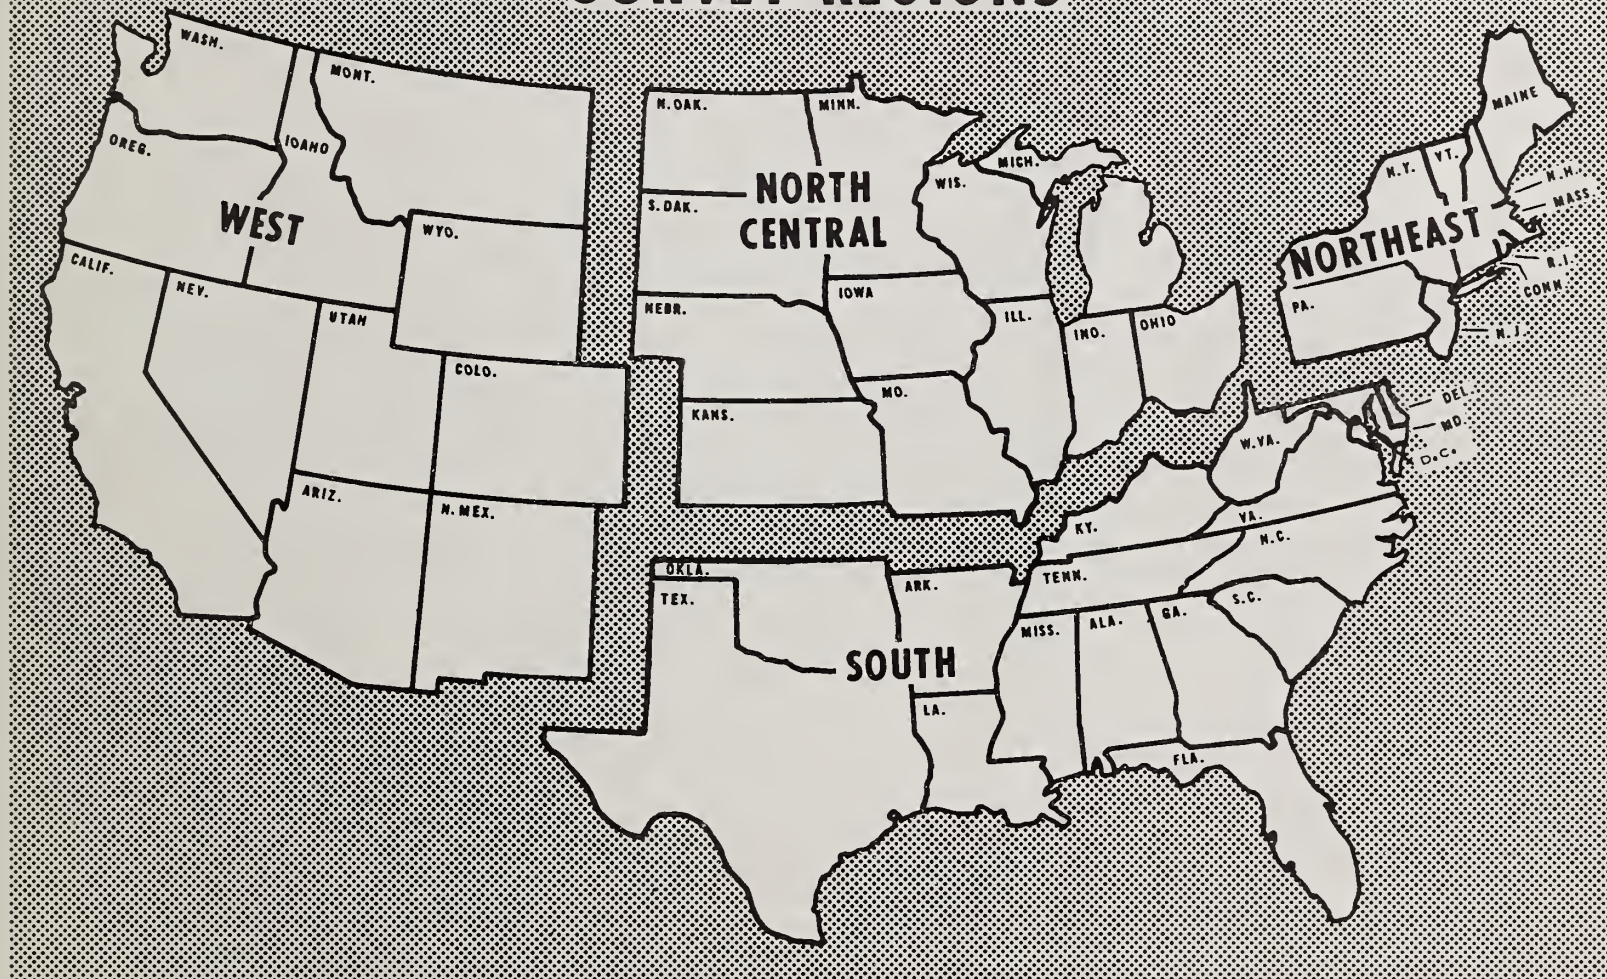 SURVEY REGIONS
WASH.
MONT.
IDAHO
OREG.
WEST
WYO.
CALIF.
NEV.
UTAH
COLO.
ARIZ.
N. MEX.
N. DAK.
MINN.
S. DAK.
NORTH
CENTRAL
WIS.
MICH.
NEBR.
IOWA
ILL.
IND.
OHIO
KANS.
MO.
MAINE
N.Y.
VT.
N.H.
MASS.
NORTHEAST
R.I.
CONN.
PA.
N.J.
DEL.
MD.
D.C.
W.VA.
KY.
VA.
N.C.
TENN.
OKLA.
TEX.
ARK.
S.C.
MISS.
ALA.
GA.
SOUTH
LA.
FLA.